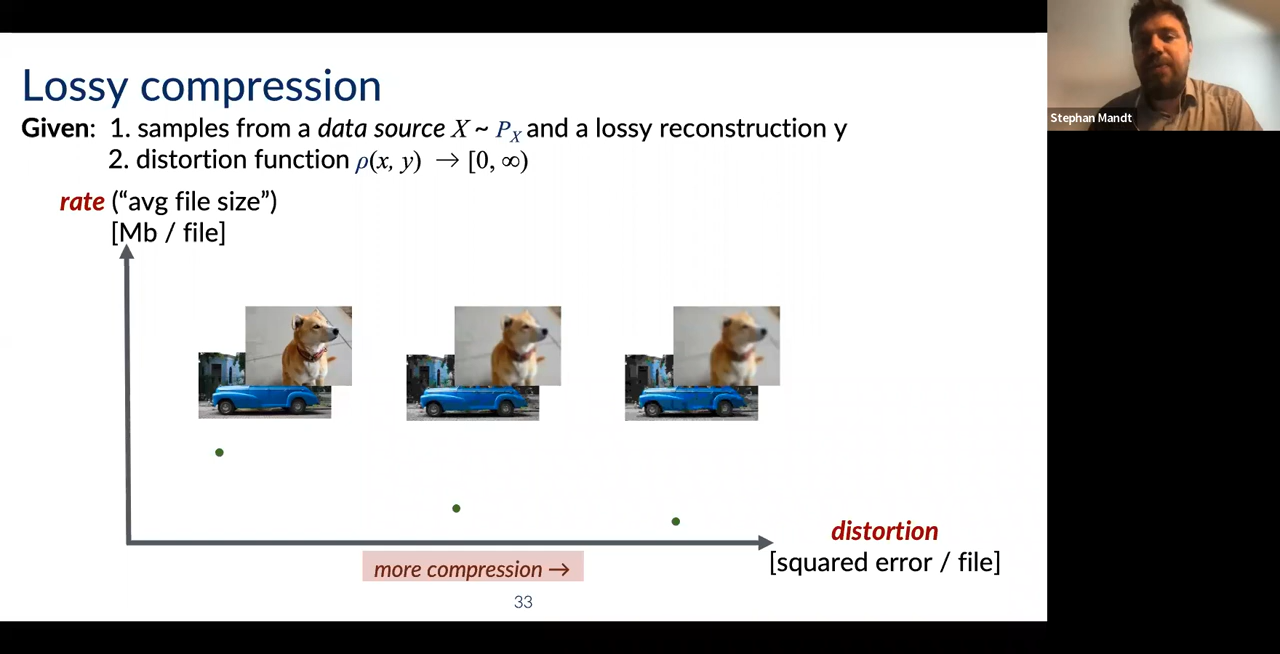 Lossy compression
Given: 1. samples from a data source X ~ P_X and a lossy reconstruction y
2. distortion function ρ(x, y) → [0, ∞)
rate (“avg file size”)
[Mb / file]
distortion
[squared error / file]
more compression →
33
Stephan Mandt